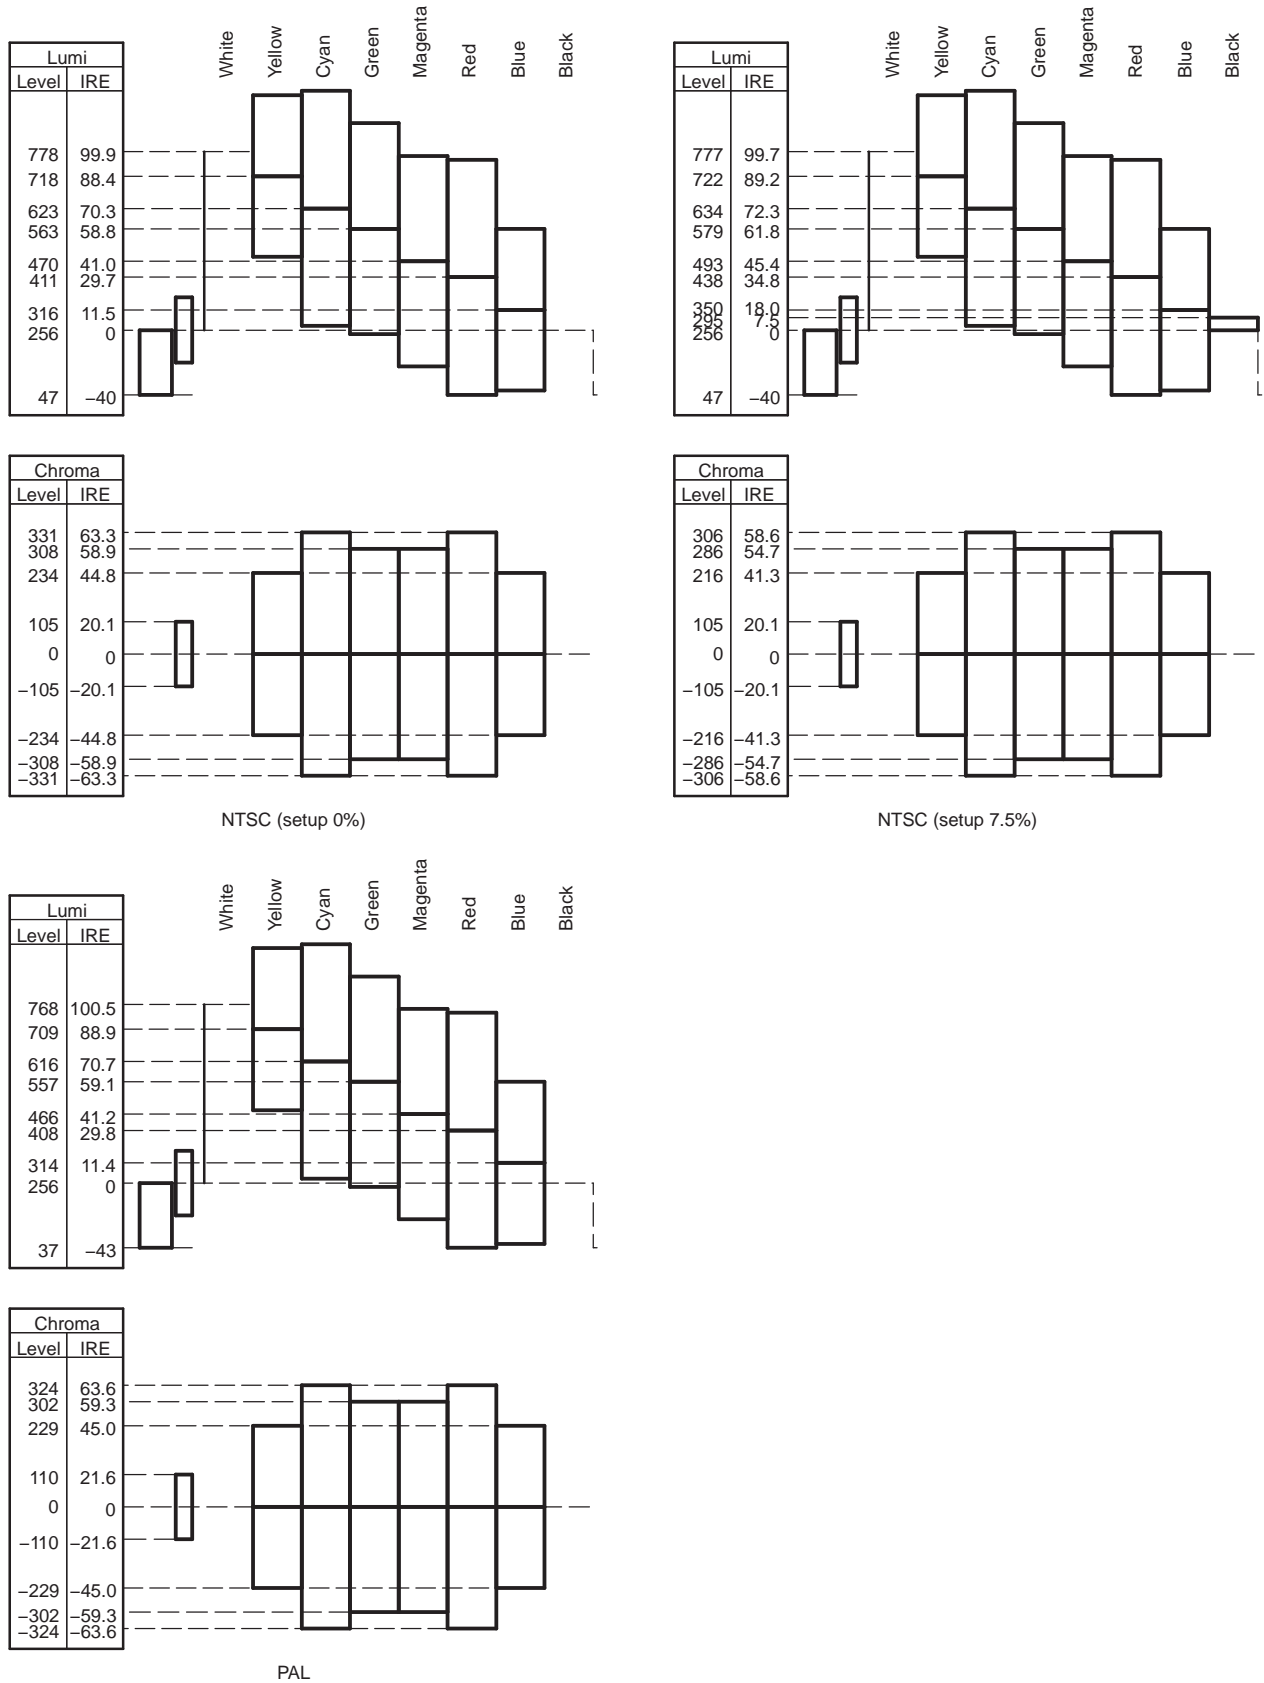 Lumi
Level IRE
White
Yellow
Cyan
Green
Magenta
Red
Blue
Black
778 99.9
718 88.4
623 70.3
563 58.8
470 41.0
411 29.7
316 11.5
256 0
47 −40
Chroma
Level IRE
331 63.3
308 58.9
234 44.8
105 20.1
0 0
−105 −20.1
−234 −44.8
−308 −58.9
−331 −63.3
NTSC (setup 0%)
Lumi
Level IRE
White
Yellow
Cyan
Green
Magenta
Red
Blue
Black
777 99.7
722 89.2
634 72.3
579 61.8
493 45.4
438 34.8
350 18.0
295 7.5
256 0
47 −40
Chroma
Level IRE
306 58.6
286 54.7
216 41.3
105 20.1
0 0
−105 −20.1
−216 −41.3
−286 −54.7
−306 −58.6
NTSC (setup 7.5%)
Lumi
Level IRE
White
Yellow
Cyan
Green
Magenta
Red
Blue
Black
768 100.5
709 88.9
616 70.7
557 59.1
466 41.2
408 29.8
314 11.4
256 0
37 −43
Chroma
Level IRE
324 63.6
302 59.3
229 45.0
110 21.6
0 0
−110 −21.6
−229 −45.0
−302 −59.3
−324 −63.6
PAL